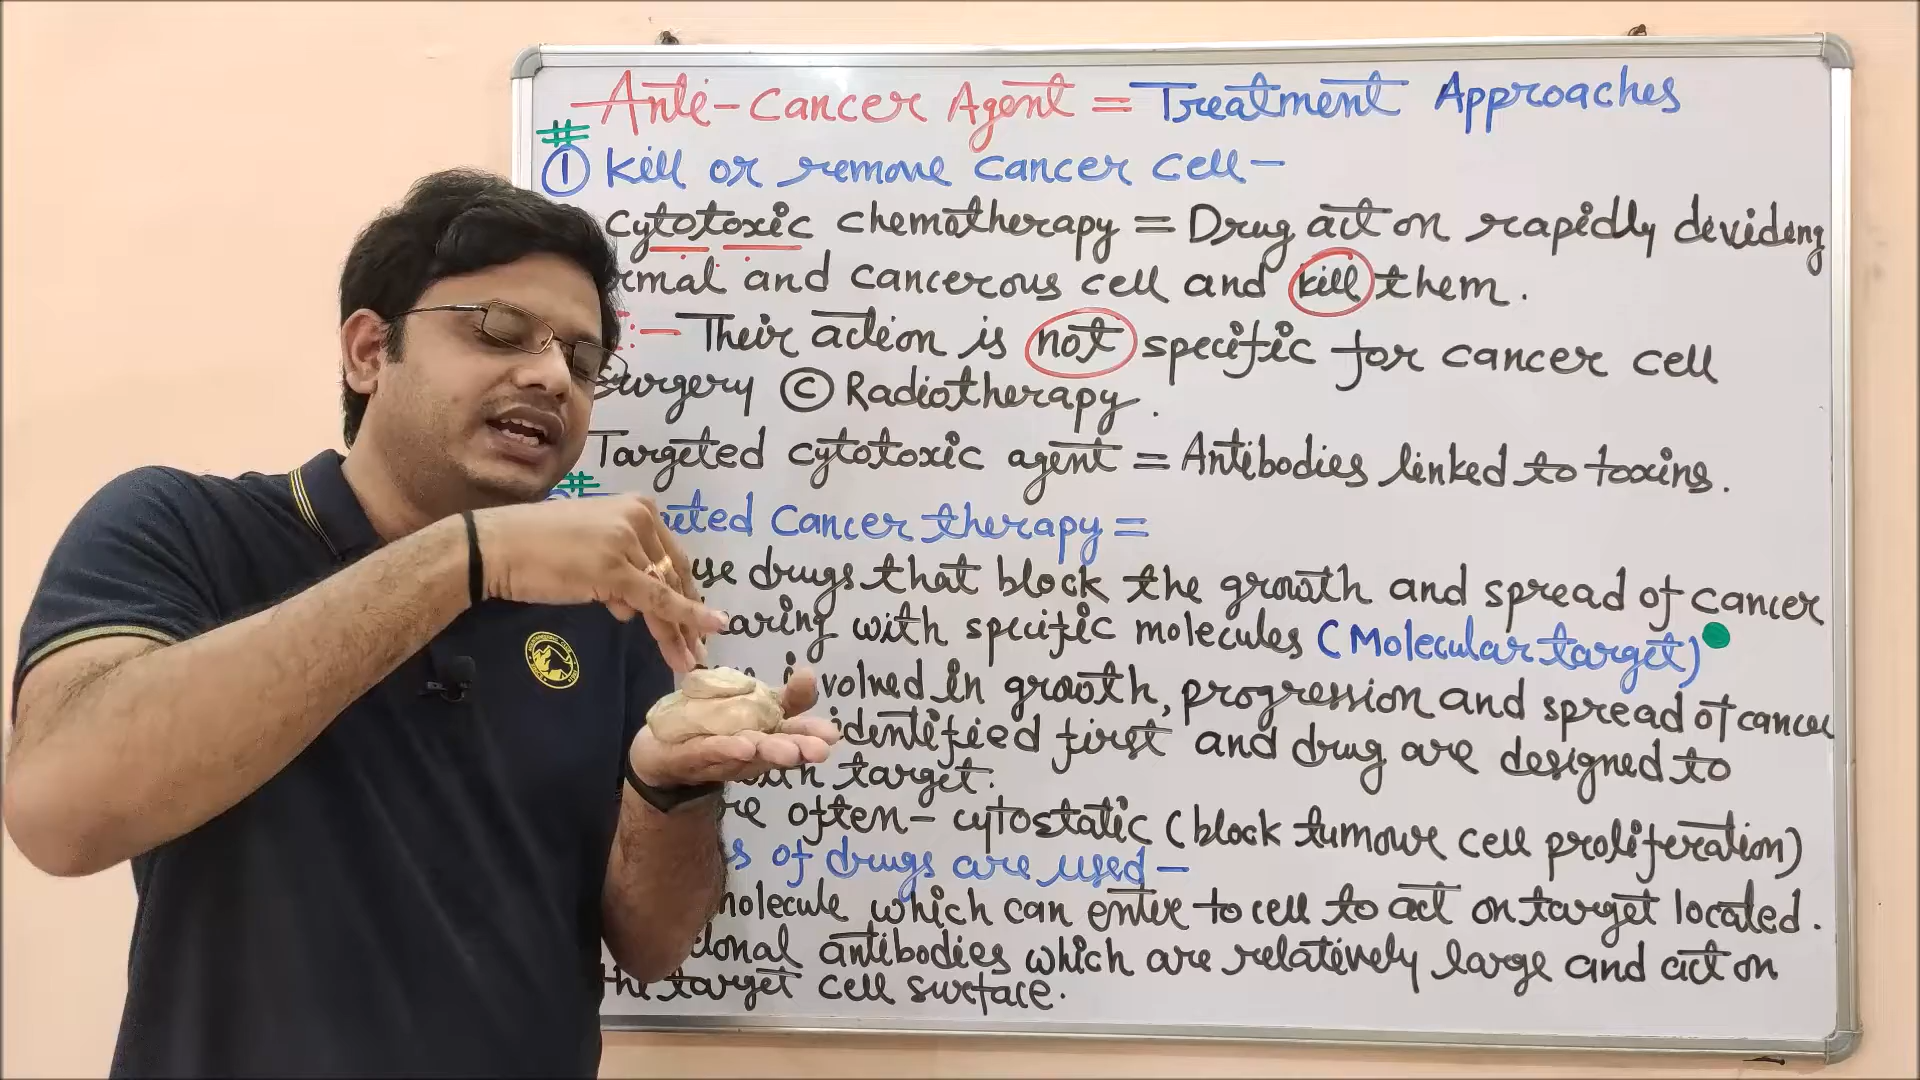 Ante-Cancer Agent = Treatment Approaches
#
① Kill or remove cancer cell-
Cytotoxic chemotherapy = Drug act on rapidly deviding
rmal and cancerous cell and kill them.
:- Their action is not specific for cancer cell
Surgery © Radiotherapy.
Targeted cytotoxic agent = Antibodies linked to toxins.
#
eted Cancer therapy =
use drugs that block the growth and spread of cancer
earing with specific molecules (Molecular target)
volved in growth, progression and spread of cancer
identified first and drug are designed to
target.
re often - cytostatic (block tumour cell proliferation)
s of drugs are used -
molecule which can enter to cell to act on target located.
clonal antibodies which are relatively large and act on
the target cell surface.